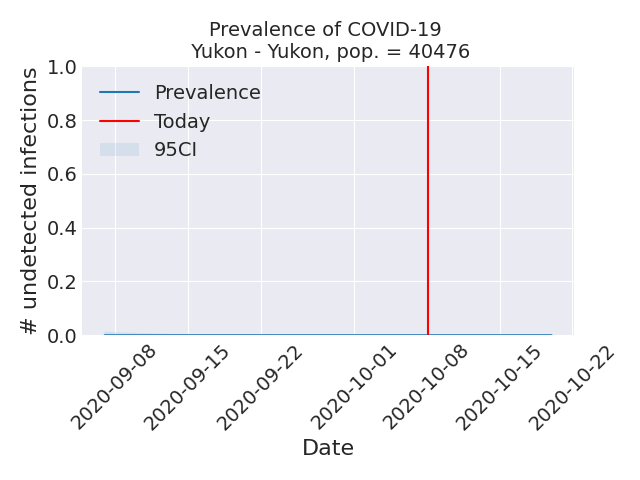 Prevalence of COVID-19
Yukon - Yukon, pop. = 40476
# undetected infections
1.0
0.8
0.6
0.4
0.2
0.0
Prevalence
Today
95CI
2020-09-08
2020-09-15
2020-09-22
2020-10-01
2020-10-08
2020-10-15
2020-10-22
Date